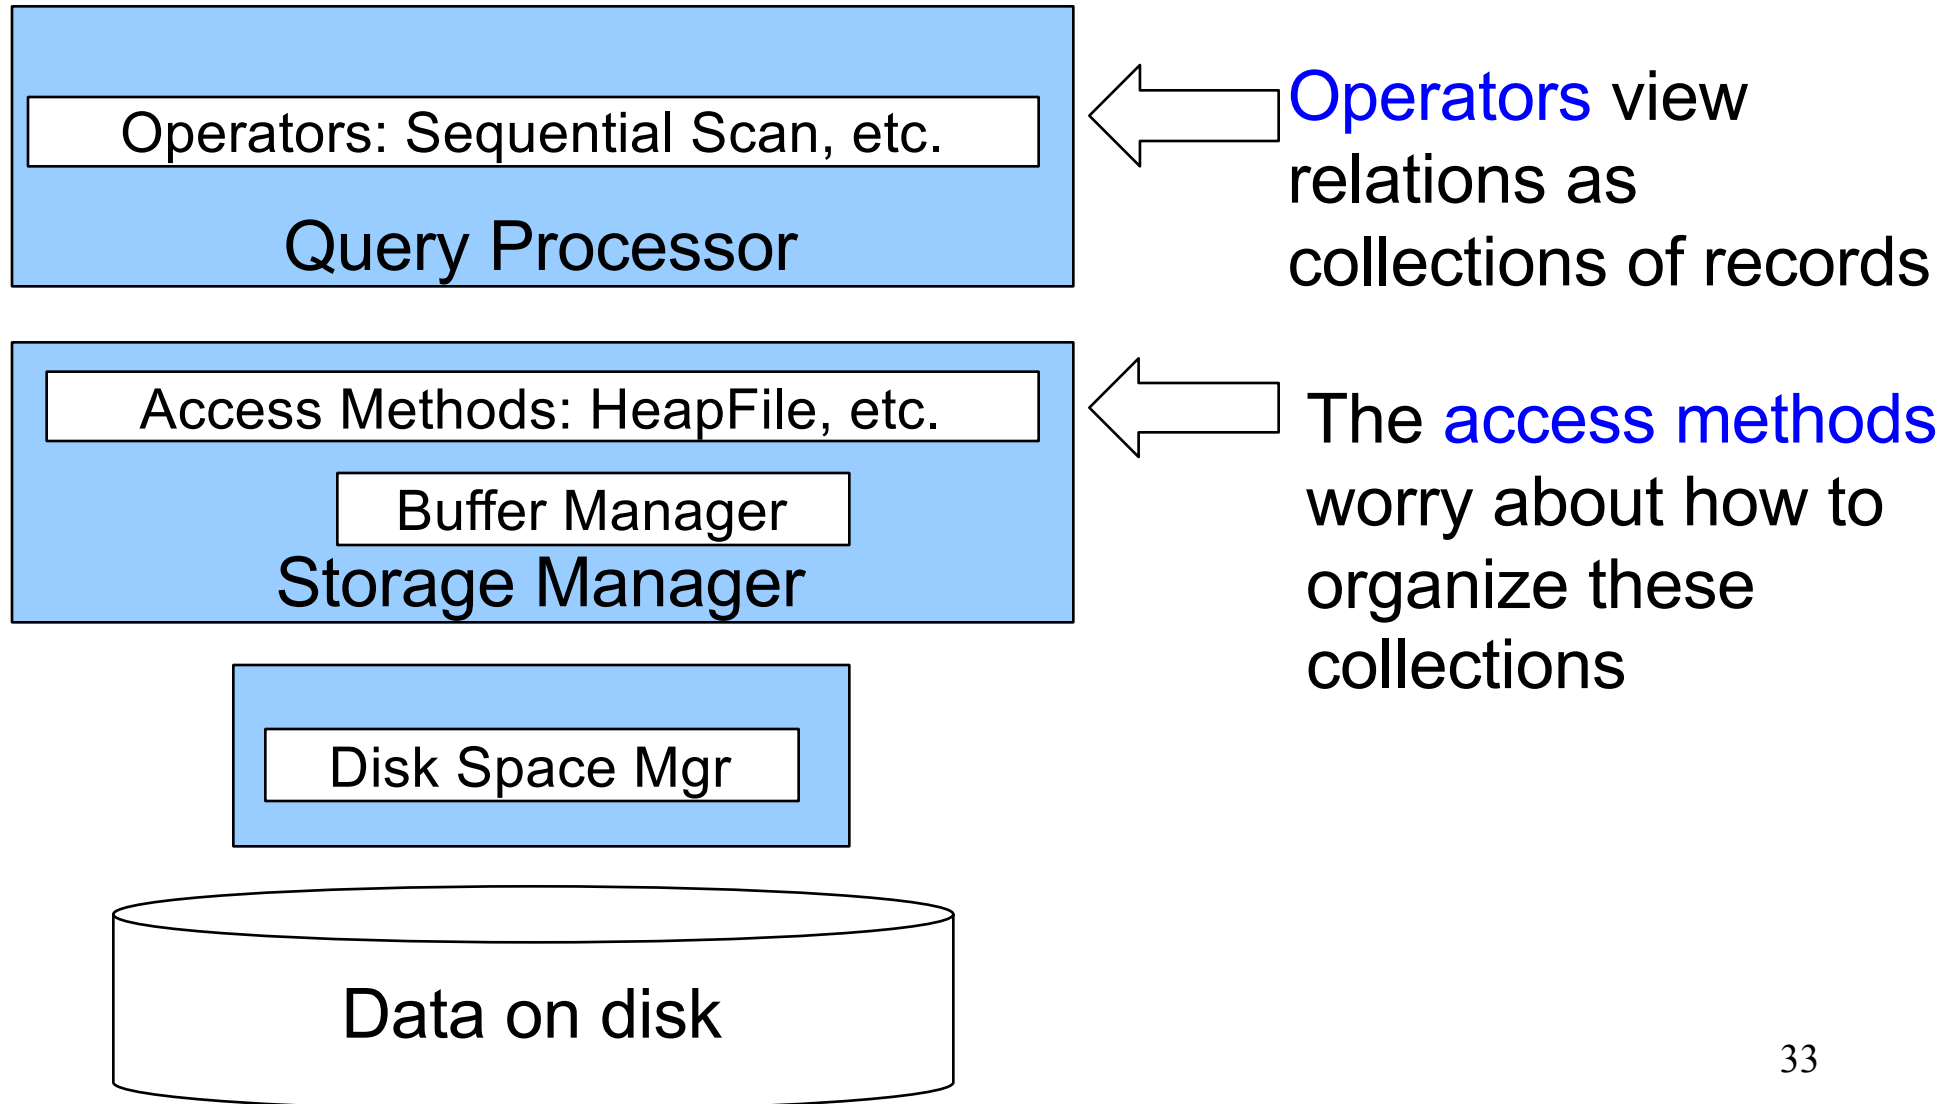 Operators: Sequential Scan, etc.
Query Processor
Operators view
relations as
collections of records
Access Methods: HeapFile, etc.
Buffer Manager
Storage Manager
The access methods
worry about how to
organize these
collections
Disk Space Mgr
Data on disk
33